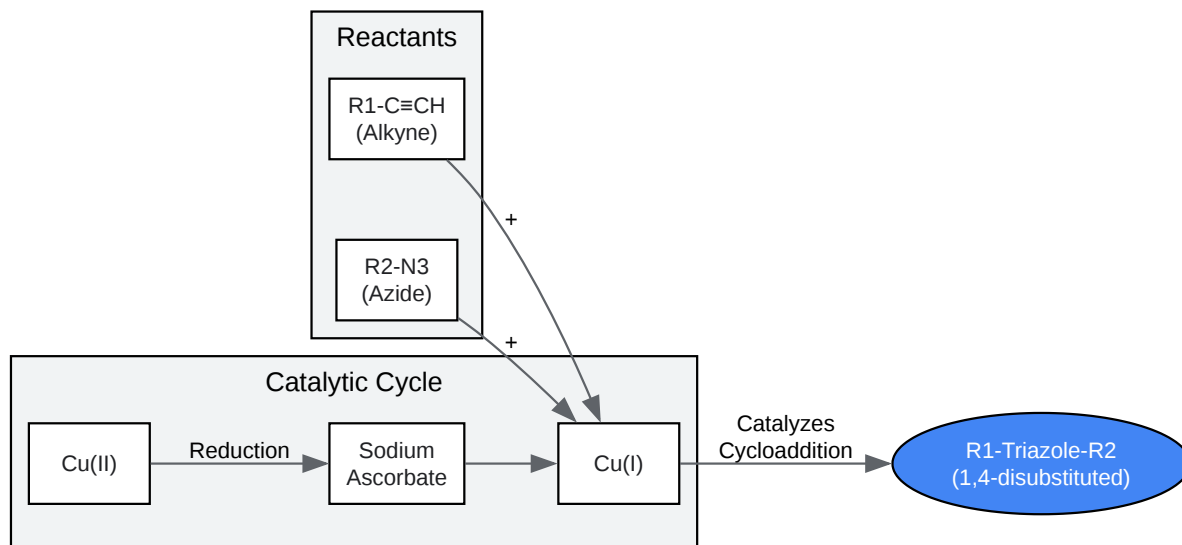 Reactants
R1-C≡CH
(Alkyne)
+
R2-N3
(Azide)
+
Catalytic Cycle
Cu(II)
Reduction
Sodium
Ascorbate
Cu(I)
Catalyzes
Cycloaddition
R1-Triazole-R2
(1,4-disubstituted)